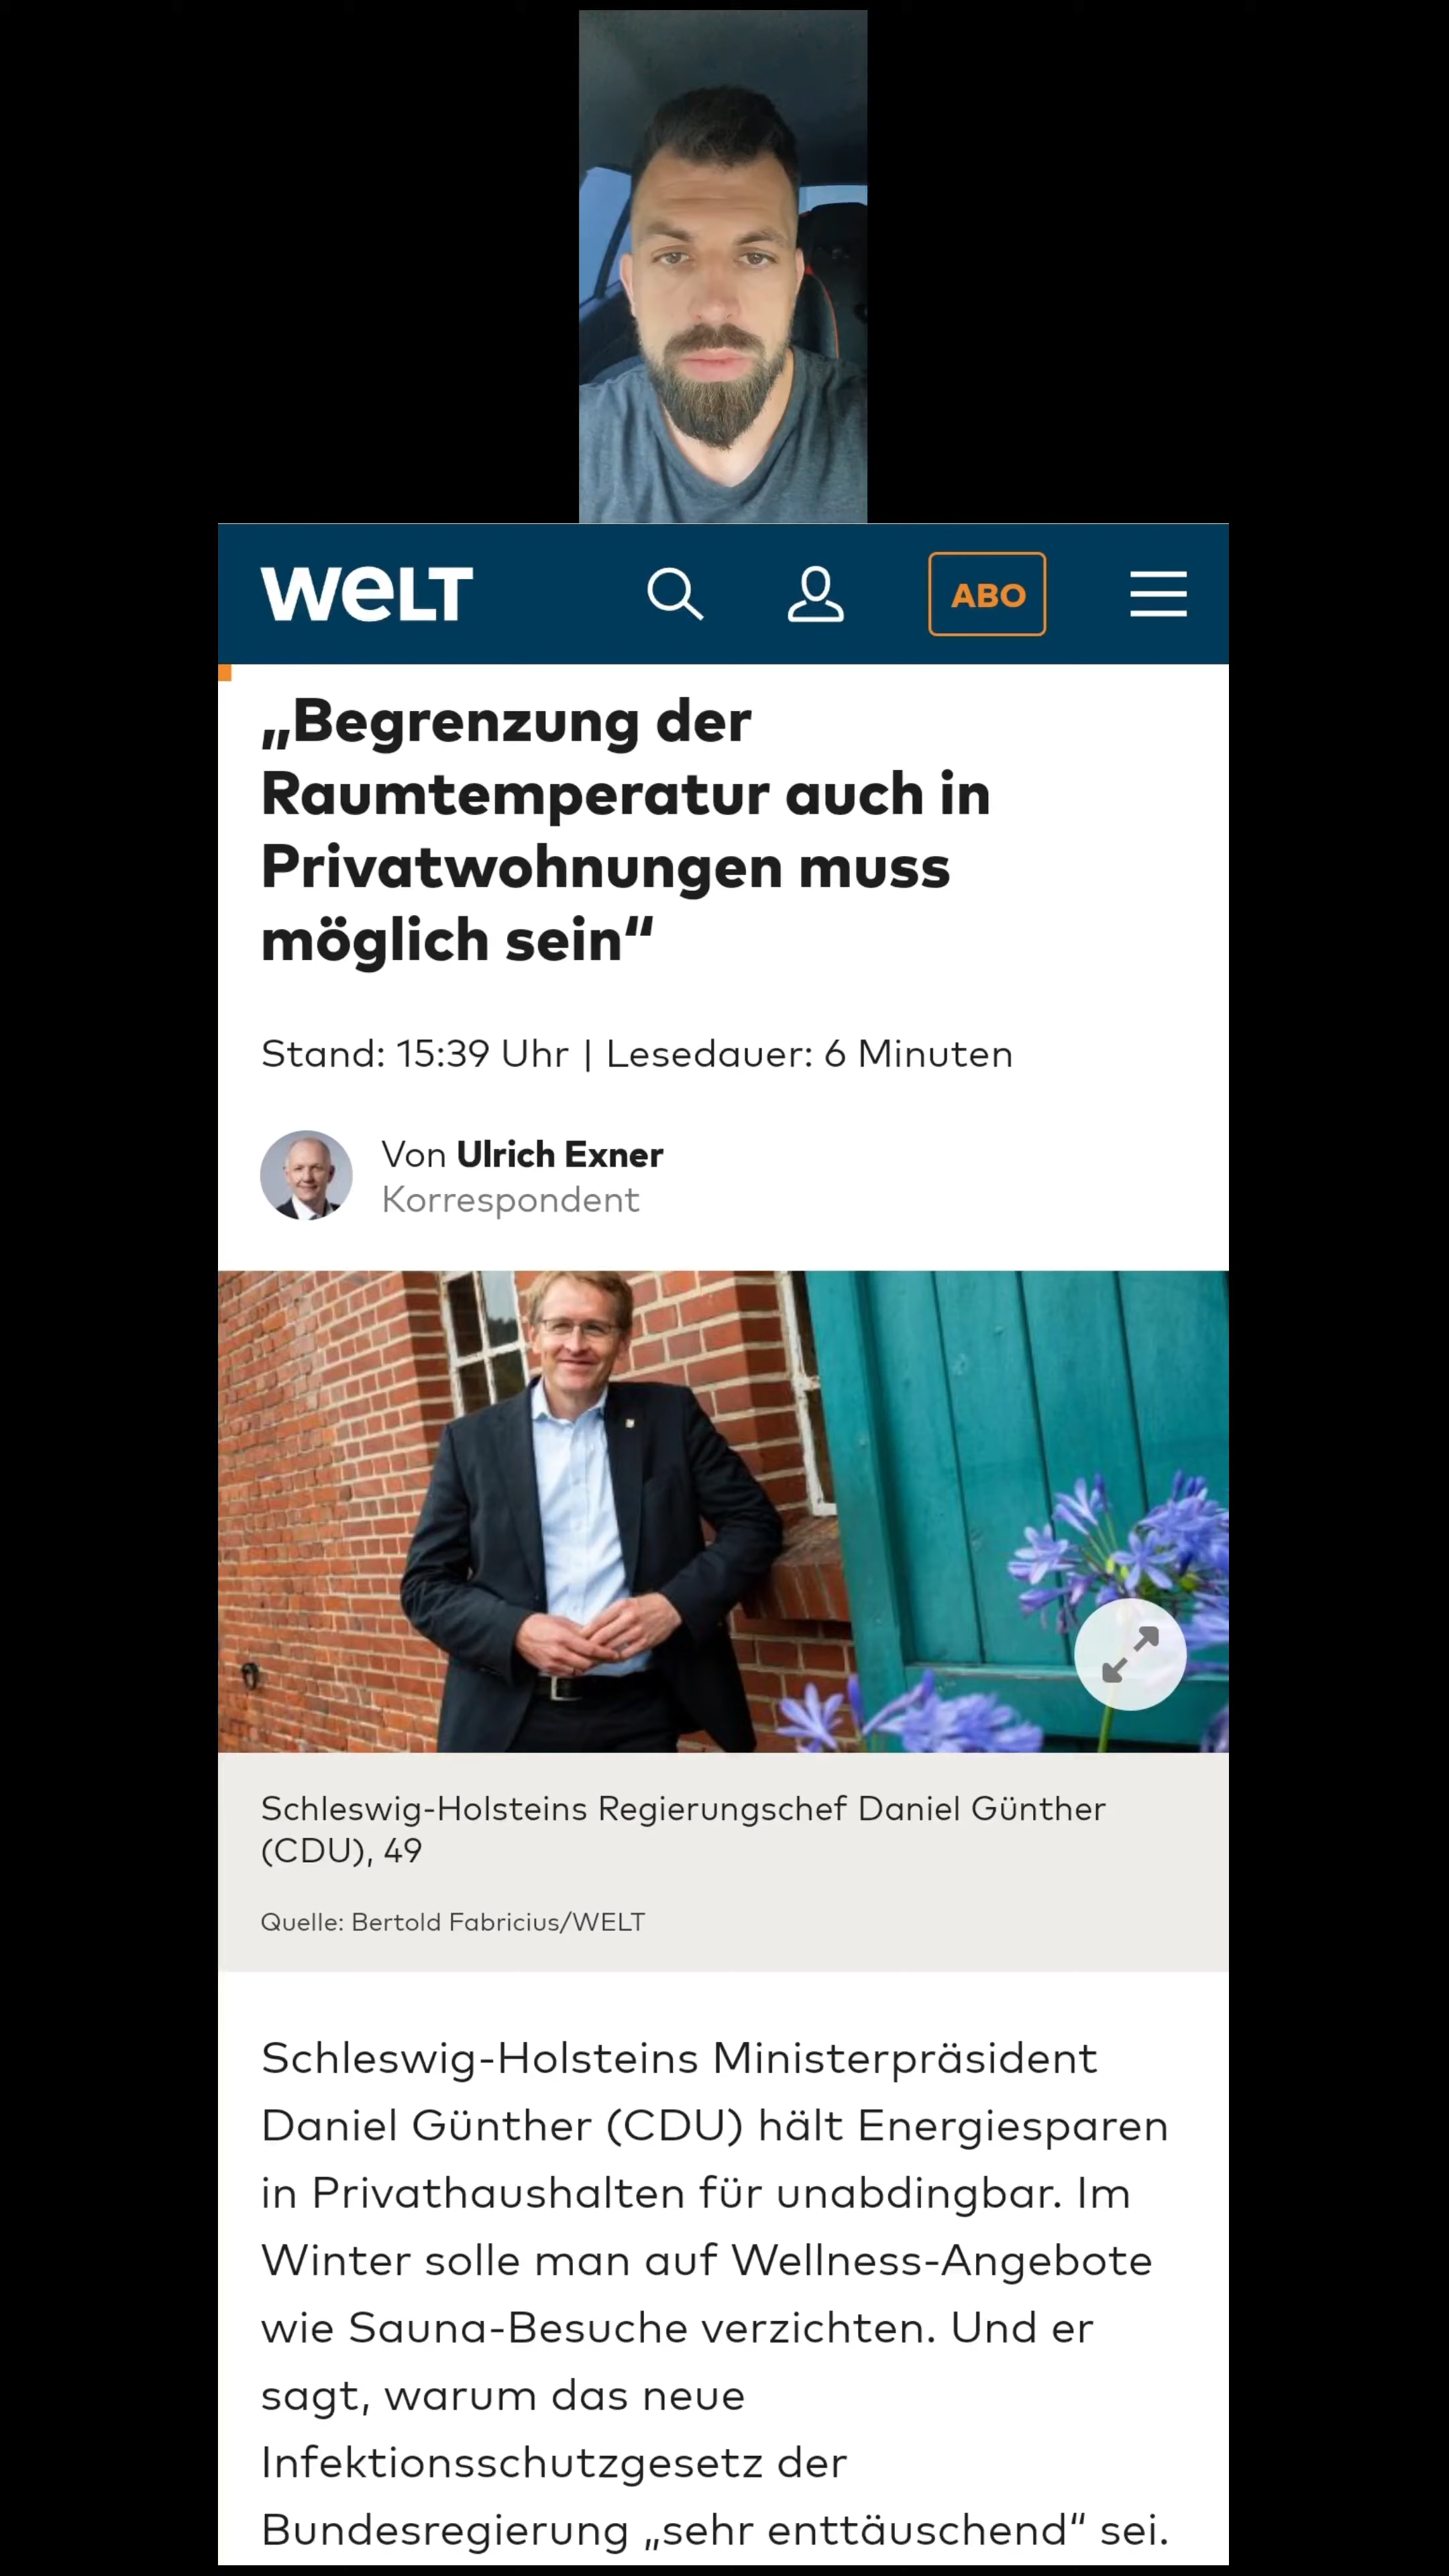 WELT
ABO
„Begrenzung der
Raumtemperatur auch in
Privatwohnungen muss
möglich sein“
Stand: 15:39 Uhr | Lesedauer: 6 Minuten
Von Ulrich Exner
Korrespondent
Schleswig-Holsteins Regierungschef Daniel Günther
(CDU), 49
Quelle: Bertold Fabricius/WELT
Schleswig-Holsteins Ministerpräsident
Daniel Günther (CDU) hält Energiesparen
in Privathaushalten für unabdingbar. Im
Winter solle man auf Wellness-Angebote
wie Sauna-Besuche verzichten. Und er
sagt, warum das neue
Infektionsschutzgesetz der
Bundesregierung „sehr enttäuschend“ sei.